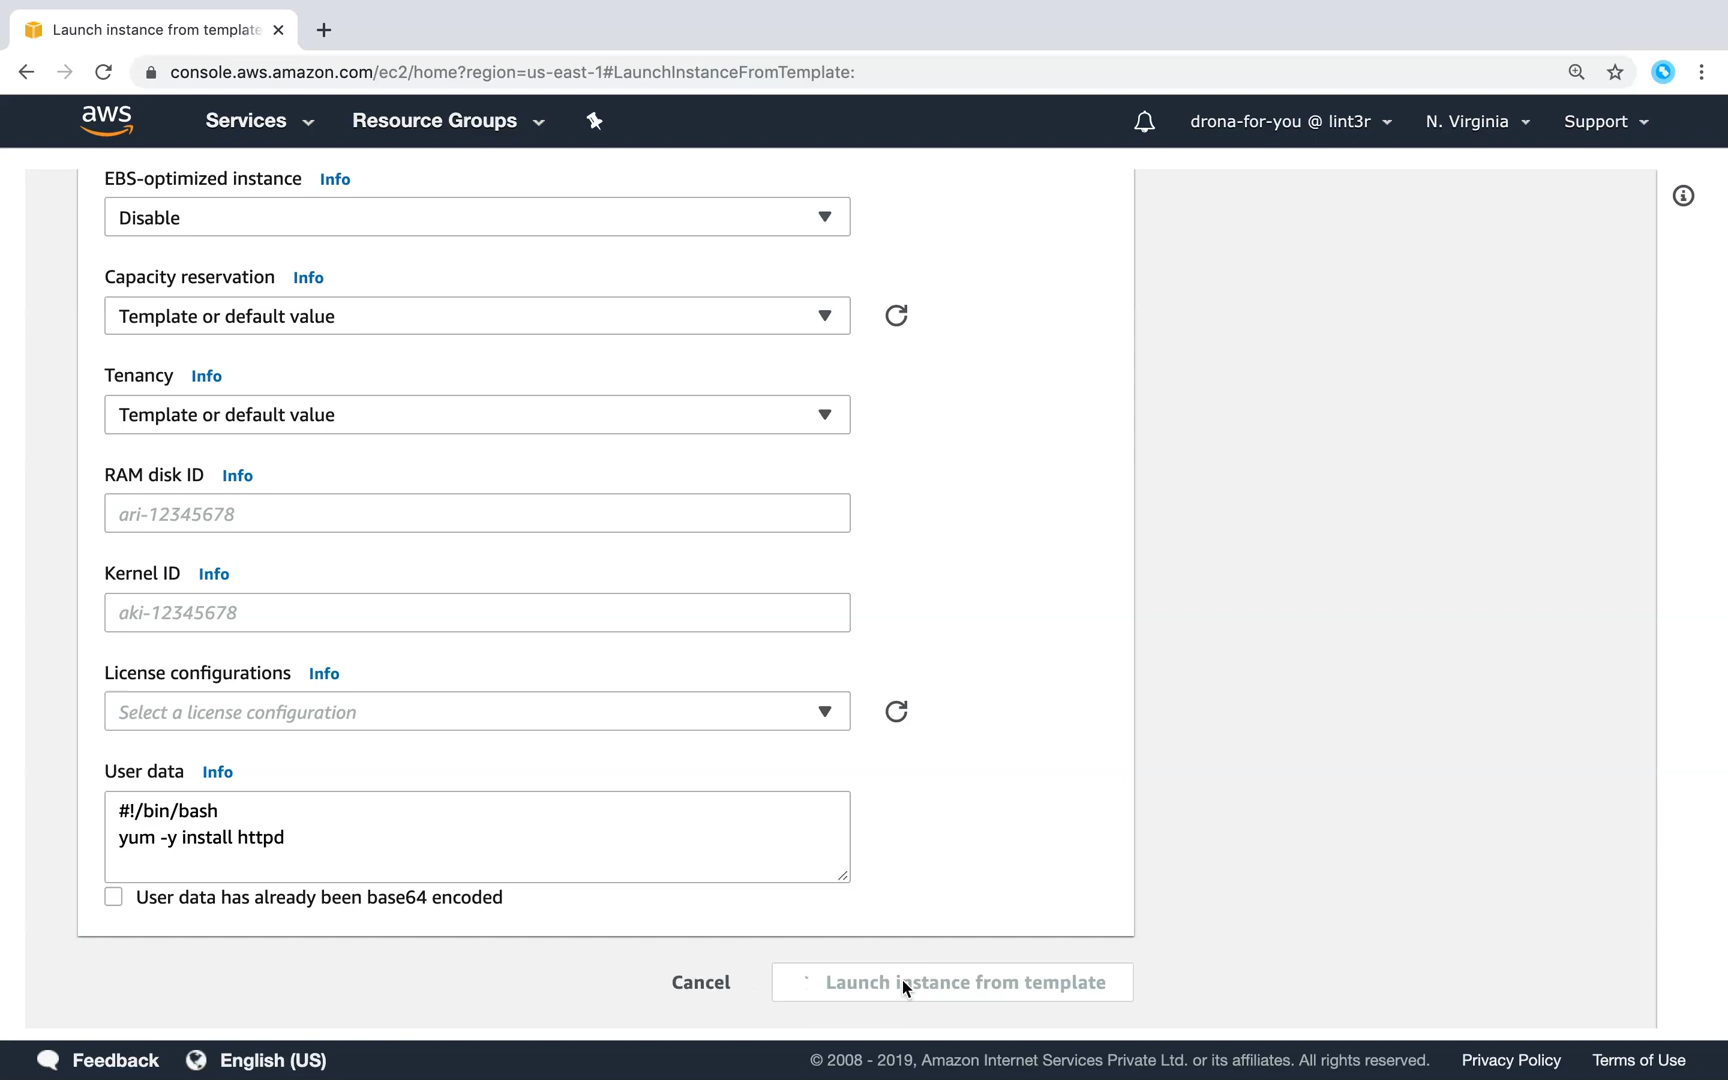 Launch instance from template
console.aws.amazon.com/ec2/home?region=us-east-1#LaunchInstanceFromTemplate:
aws Services Resource Groups drona-for-you @ lint3r N. Virginia Support
EBS-optimized instance Info
Disable
Capacity reservation Info
Template or default value
Tenancy Info
Template or default value
RAM disk ID Info
ari-12345678
Kernel ID Info
aki-12345678
License configurations Info
Select a license configuration
User data Info
#!/bin/bash
yum -y install httpd
User data has already been base64 encoded
Cancel Launch instance from template
Feedback English (US) © 2008 - 2019, Amazon Internet Services Private Ltd. or its affiliates. All rights reserved. Privacy Policy Terms of Use